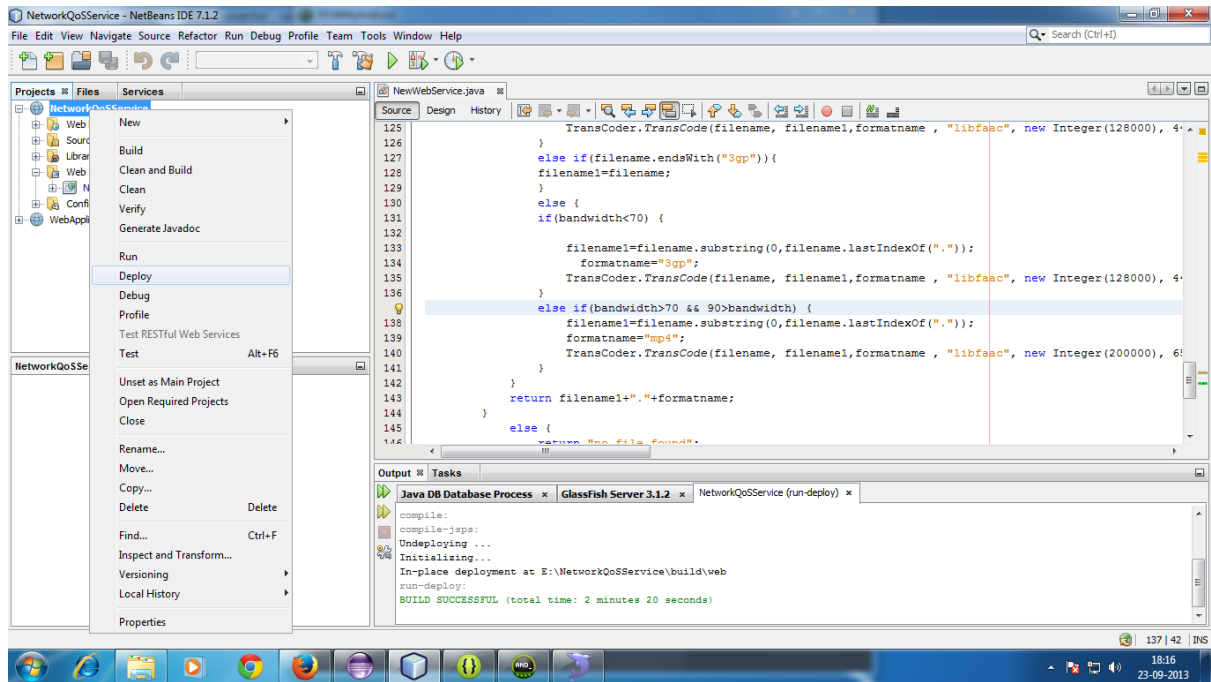 NetworkQoSService - NetBeans IDE 7.1.2
File Edit View Navigate Source Refactor Run Debug Profile Team Tools Window Help
Search (Ctrl+I)
Projects Files Services
NetworkQoSService
Web
Sourc
Librar
Web
N
Confi
WebAppli
NetworkQoSSe
New
Build
Clean and Build
Clean
Verify
Generate Javadoc
Run
Deploy
Debug
Profile
Test RESTful Web Services
Test Alt+F6
Unset as Main Project
Open Required Projects
Close
Rename...
Move...
Copy...
Delete Delete
Find... Ctrl+F
Inspect and Transform...
Versioning
Local History
Properties
NewWebService.java
Source Design History
125 TransCoder.TransCode(filename, filename1,formatname , "libfaac", new Integer(128000), 4
126 }
127 else if(filename.endsWith("3gp")){
128 filename1=filename;
129 }
130 else {
131 if(bandwidth<70) {
132
133 filename1=filename.substring(0,filename.lastIndexOf("."));
134 formatname="3gp";
135 TransCoder.TransCode(filename, filename1,formatname , "libfaac", new Integer(128000), 4
136 }
else if(bandwidth>70 && 90>bandwidth) {
138 filename1=filename.substring(0,filename.lastIndexOf("."));
139 formatname="mp4";
140 TransCoder.TransCode(filename, filename1,formatname , "libfaac", new Integer(200000), 6
141 }
142 }
143 return filename1+"."+formatname;
144 }
145 else {
146 return "no file found";
Output Tasks
Java DB Database Process GlassFish Server 3.1.2 NetworkQoSService (run-deploy)
compile:
compile-jsps:
Undeploying ...
Initializing...
In-place deployment at E:\NetworkQoSService\build\web
run-deploy:
BUILD SUCCESSFUL (total time: 2 minutes 20 seconds)
137 | 42 INS
18:16
23-09-2013